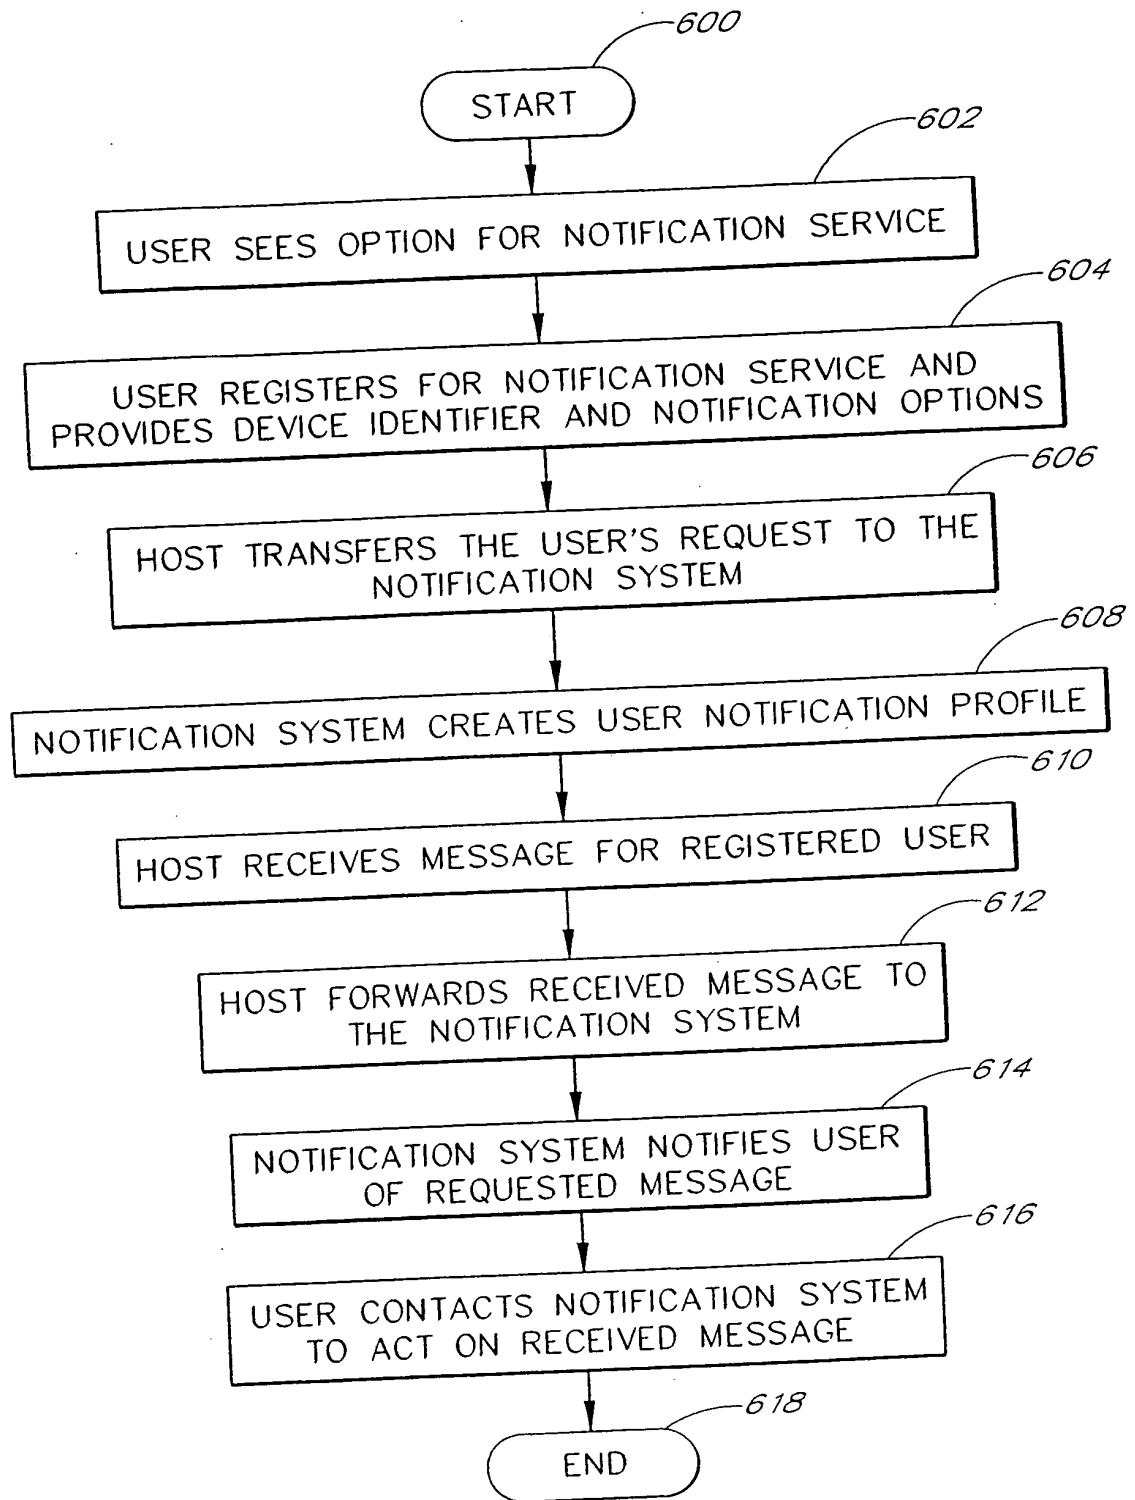 600
START
602
USER SEES OPTION FOR NOTIFICATION SERVICE
604
USER REGISTERS FOR NOTIFICATION SERVICE AND
PROVIDES DEVICE IDENTIFIER AND NOTIFICATION OPTIONS
606
HOST TRANSFERS THE USER'S REQUEST TO THE
NOTIFICATION SYSTEM
608
NOTIFICATION SYSTEM CREATES USER NOTIFICATION PROFILE
610
HOST RECEIVES MESSAGE FOR REGISTERED USER
612
HOST FORWARDS RECEIVED MESSAGE TO
THE NOTIFICATION SYSTEM
614
NOTIFICATION SYSTEM NOTIFIES USER
OF REQUESTED MESSAGE
616
USER CONTACTS NOTIFICATION SYSTEM
TO ACT ON RECEIVED MESSAGE
618
END